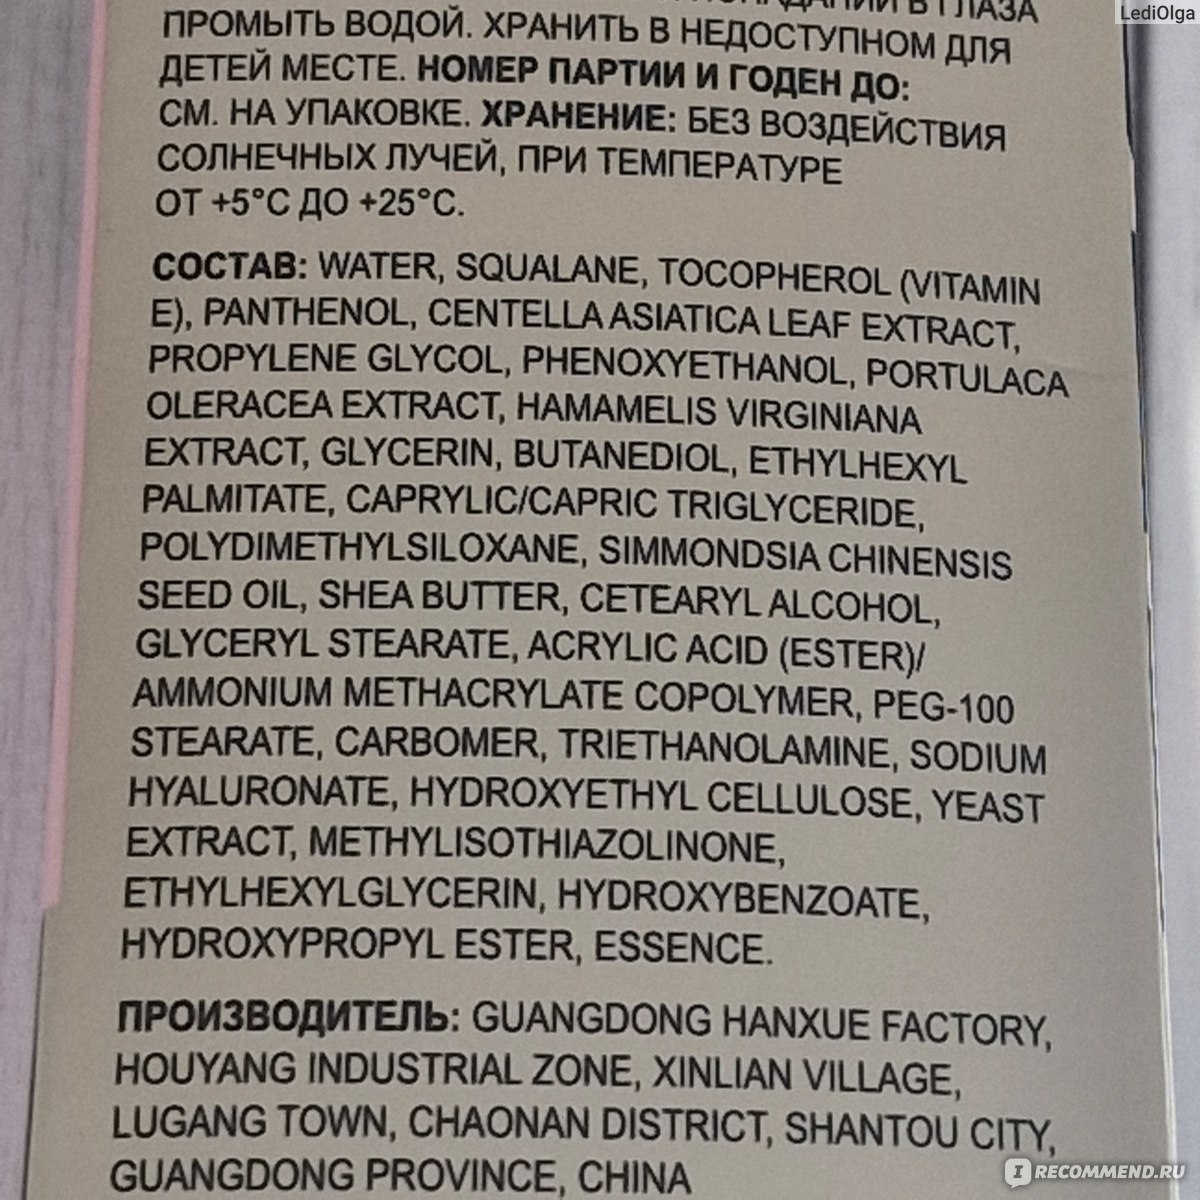 LediOlga
В ГЛАЗА
ПРОМЫТЬ ВОДОЙ. ХРАНИТЬ В НЕДОСТУПНОМ ДЛЯ
ДЕТЕЙ МЕСТЕ. НОМЕР ПАРТИИ И ГОДЕН ДО:
СМ. НА УПАКОВКЕ. ХРАНЕНИЕ: БЕЗ ВОЗДЕЙСТВИЯ
СОЛНЕЧНЫХ ЛУЧЕЙ, ПРИ ТЕМПЕРАТУРЕ
ОТ +5°C ДО +25°C.
СОСТАВ: WATER, SQUALANE, TOCOPHEROL (VITAMIN
E), PANTHENOL, CENTELLA ASIATICA LEAF EXTRACT,
PROPYLENE GLYCOL, PHENOXYETHANOL, PORTULACA
OLERACEA EXTRACT, HAMAMELIS VIRGINIANA
EXTRACT, GLYCERIN, BUTANEDIOL, ETHYLHEXYL
PALMITATE, CAPRYLIC/CAPRIC TRIGLYCERIDE,
POLYDIMETHYLSILOXANE, SIMMONDSIA CHINENSIS
SEED OIL, SHEA BUTTER, CETEARYL ALCOHOL,
GLYCERYL STEARATE, ACRYLIC ACID (ESTER)/
AMMONIUM METHACRYLATE COPOLYMER, PEG-100
STEARATE, CARBOMER, TRIETHANOLAMINE, SODIUM
HYALURONATE, HYDROXYETHYL CELLULOSE, YEAST
EXTRACT, METHYLISOTHIAZOLINONE,
ETHYLHEXYLGLYCERIN, HYDROXYBENZOATE,
HYDROXYPROPYL ESTER, ESSENCE.
ПРОИЗВОДИТЕЛЬ: GUANGDONG HANXUE FACTORY,
HOUYANG INDUSTRIAL ZONE, XINLIAN VILLAGE,
LUGANG TOWN, CHAONAN DISTRICT, SHANTOU CITY,
GUANGDONG PROVINCE, CHINA
IRECOMMEND.RU